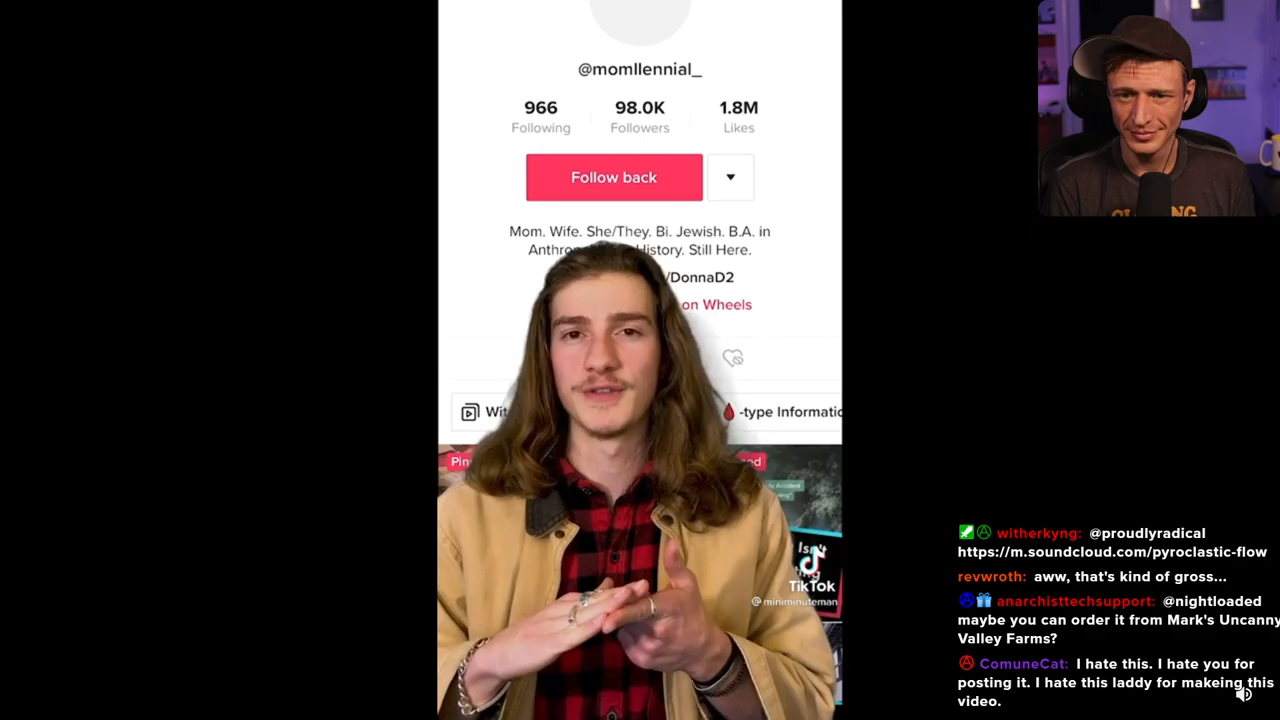 @momllennial_
966 98.0K 1.8M
Following Followers Likes
Follow back
Mom. Wife. She/They. Bi. Jewish. B.A. in
History. Still Here.
/DonnaD2
on Wheels
-type Informatio
Pin
Isn't
TikTok
@miniminuteman
witherkyng: @proudlyradical
https://m.soundcloud.com/pyroclastic-flow
revwroth: aww, that's kind of gross...
anarchisttechsupport: @nightloaded
maybe you can order it from Mark's Uncanny
Valley Farms?
ComuneCat: I hate this. I hate you for
posting it. I hate this laddy for makeing this
video.